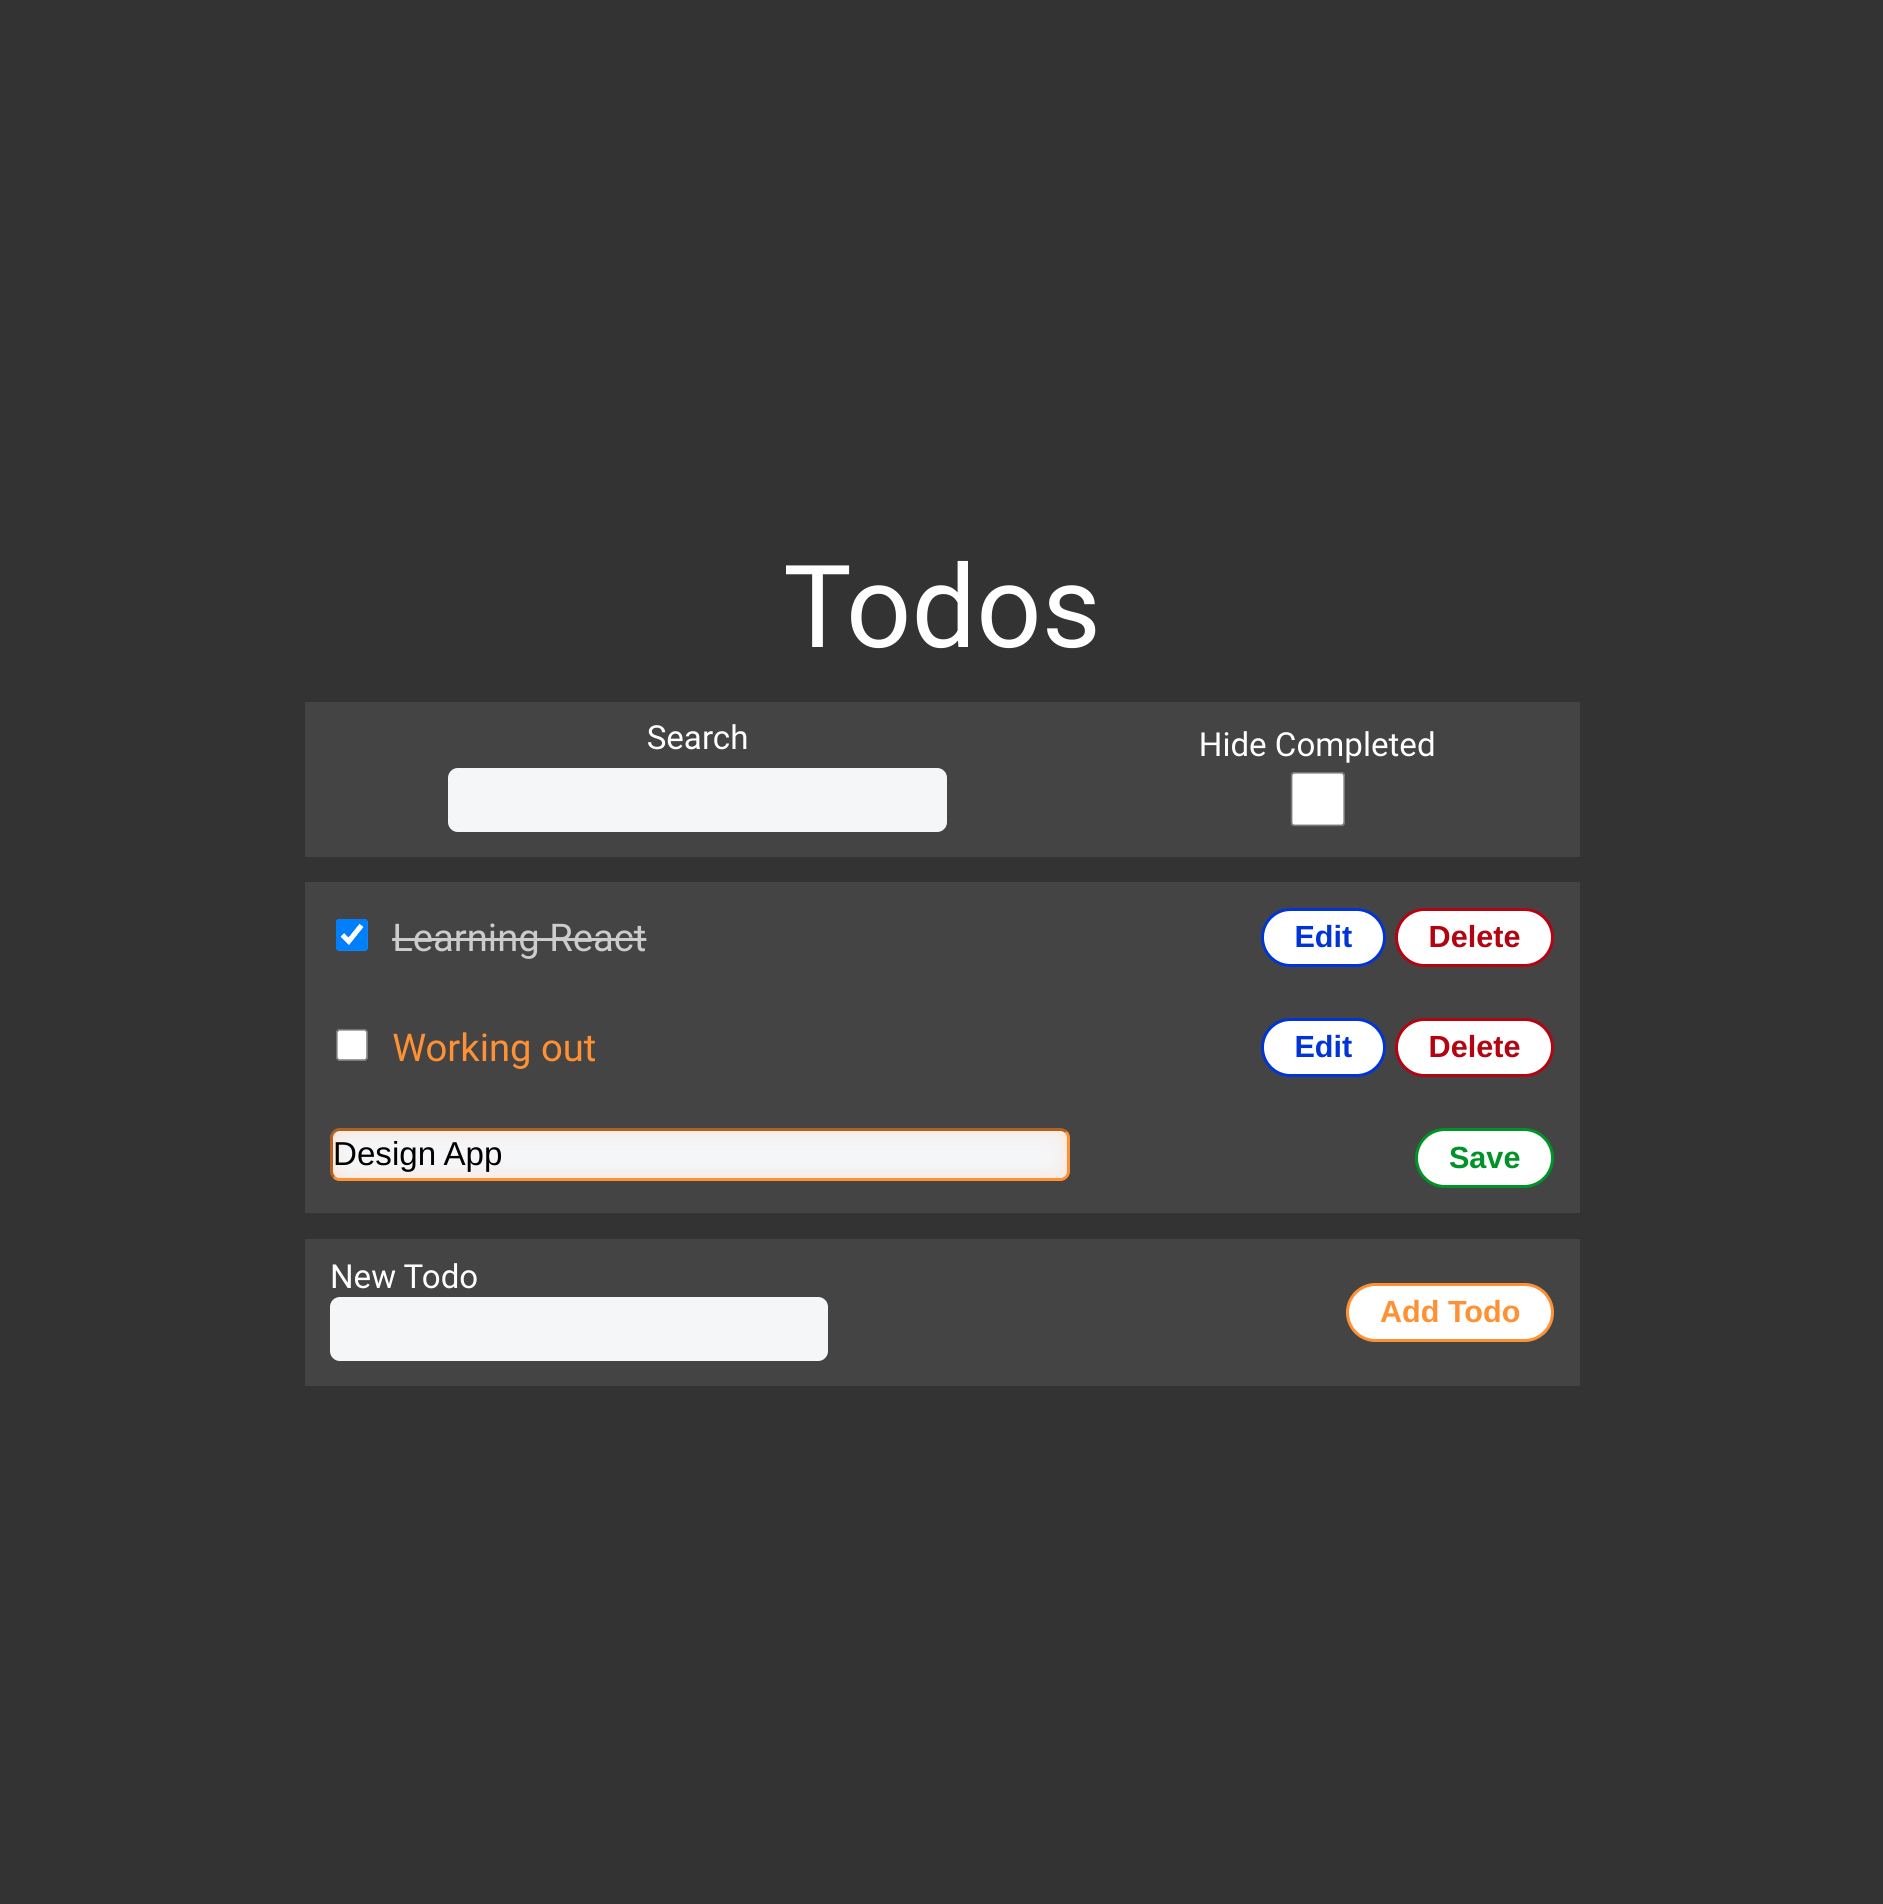 Todos
Search
Hide Completed
Learning React
Edit
Delete
Working out
Edit
Delete
Design App
Save
New Todo
Add Todo